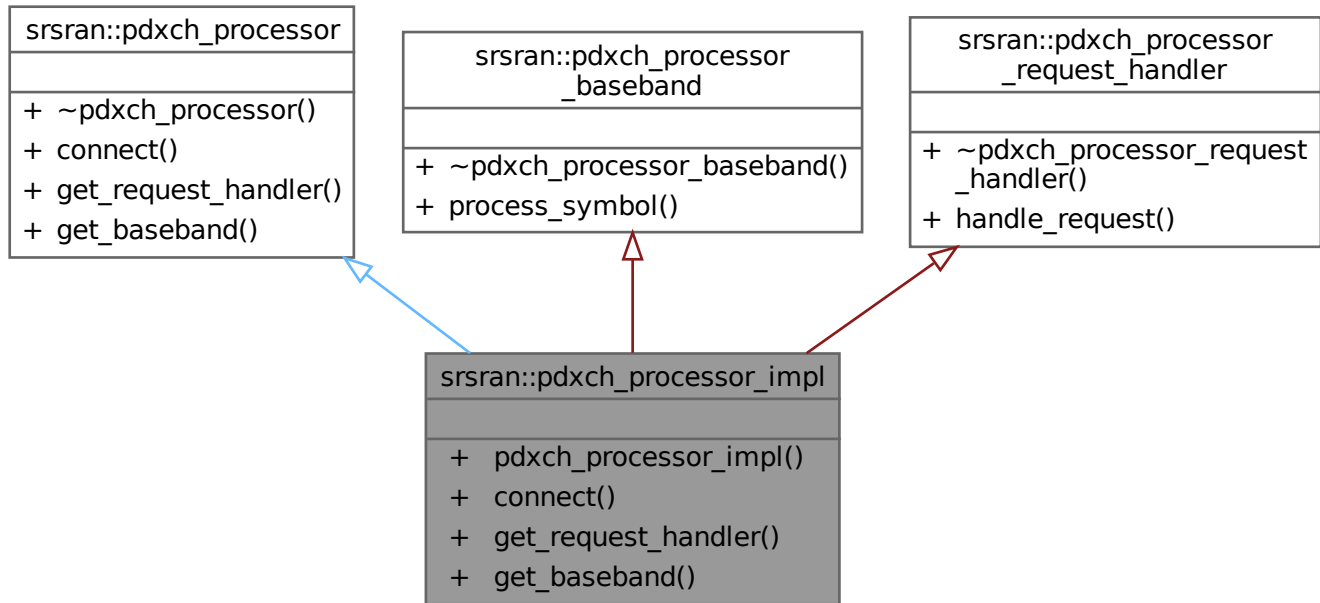 srsran::pdxch_processor
+ ~pdxch_processor()
+ connect()
+ get_request_handler()
+ get_baseband()
srsran::pdxch_processor
_baseband
+ ~pdxch_processor_baseband()
+ process_symbol()
srsran::pdxch_processor
_request_handler
+ ~pdxch_processor_request
_handler()
+ handle_request()
srsran::pdxch_processor_impl
+ pdxch_processor_impl()
+ connect()
+ get_request_handler()
+ get_baseband()